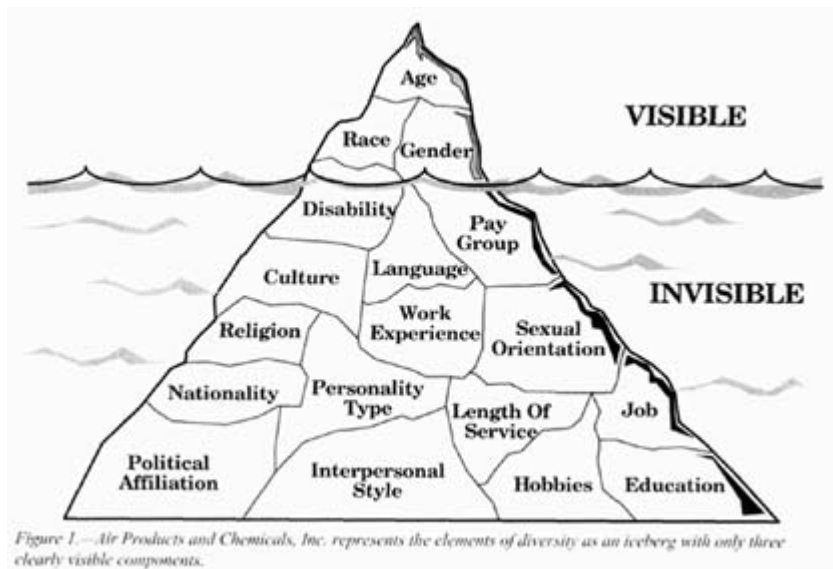 Age
VISIBLE
Race
Gender
Disability
Pay
Group
Culture
Language
INVISIBLE
Work
Experience
Religion
Sexual
Orientation
Nationality
Personality
Type
Length Of
Service
Job
Political
Affiliation
Interpersonal
Style
Hobbies
Education
Figure 1.—Air Products and Chemicals, Inc. represents the elements of diversity as an iceberg with only three
clearly visible components.